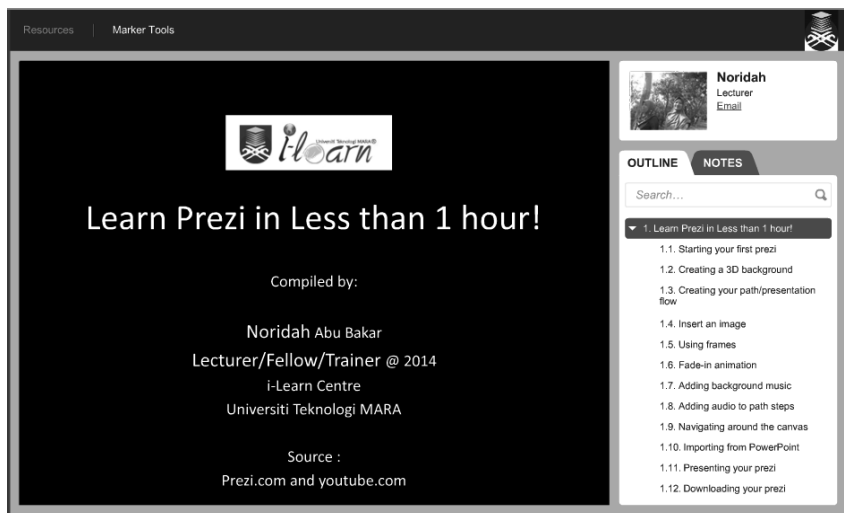 Resources
Marker Tools
Universiti Teknologi MARA©
i-Learn
Learn Prezi in Less than 1 hour!
Compiled by:
Noridah Abu Bakar
Lecturer/Fellow/Trainer @ 2014
i-Learn Centre
Universiti Teknologi MARA
Source :
Prezi.com and youtube.com
Noridah
Lecturer
Email
OUTLINE
NOTES
Search...
1. Learn Prezi in Less than 1 hour!
1.1. Starting your first prezi
1.2. Creating a 3D background
1.3. Creating your path/presentation
flow
1.4. Insert an image
1.5. Using frames
1.6. Fade-in animation
1.7. Adding background music
1.8. Adding audio to path steps
1.9. Navigating around the canvas
1.10. Importing from PowerPoint
1.11. Presenting your prezi
1.12. Downloading your prezi